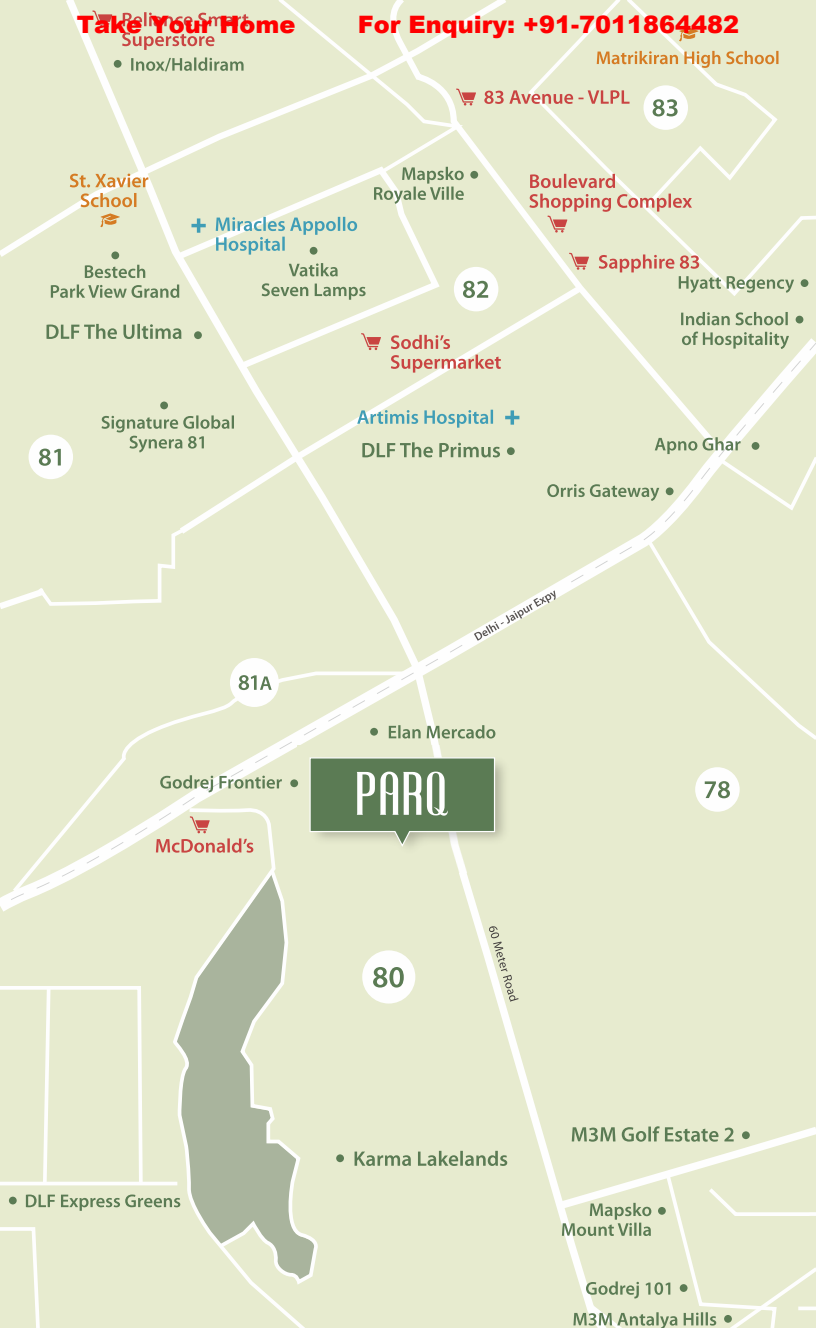 Reliance Smart
Superstore
Take Your Home
For Enquiry: +91-7011864482
Inox/Haldiram
Matrikiran High School
83 Avenue - VLPL
83
St. Xavier
School
Mapsko
Royale Ville
Boulevard
Shopping Complex
Miracles Appollo
Hospital
Sapphire 83
Bestech
Park View Grand
Vatika
Seven Lamps
82
Hyatt Regency
DLF The Ultima
Indian School
of Hospitality
Sodhi's
Supermarket
Signature Global
Synera 81
Artimis Hospital
81
DLF The Primus
Apno Ghar
Orris Gateway
Delhi - Jaipur Expy
81A
Elan Mercado
Godrej Frontier
PARQ
78
McDonald's
80
60 Meter Road
M3M Golf Estate 2
Karma Lakelands
DLF Express Greens
Mapsko
Mount Villa
Godrej 101
M3M Antalya Hills